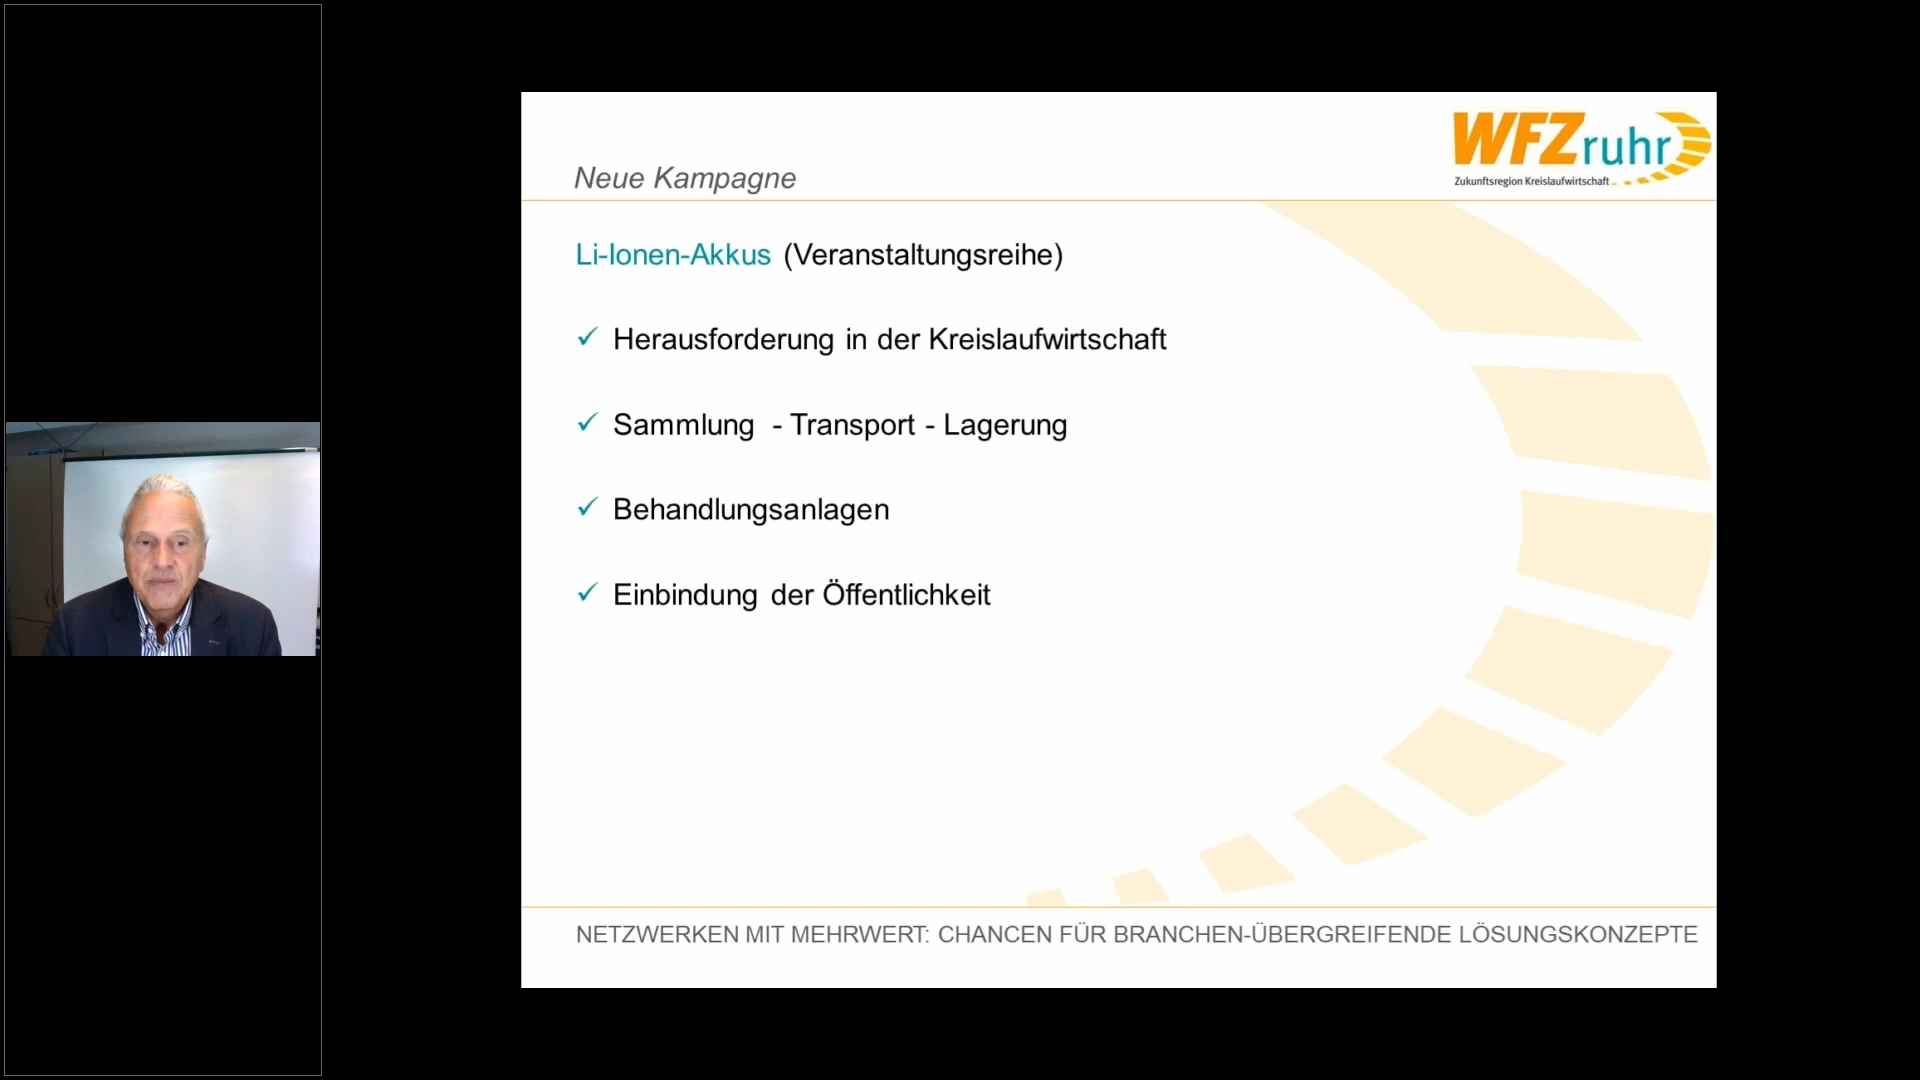 WFZruhr
Zukunftsregion Kreislaufwirtschaft
Neue Kampagne
Li-Ionen-Akkus (Veranstaltungsreihe)
✓ Herausforderung in der Kreislaufwirtschaft
✓ Sammlung - Transport - Lagerung
✓ Behandlungsanlagen
✓ Einbindung der Öffentlichkeit
NETZWERKEN MIT MEHRWERT: CHANCEN FÜR BRANCHEN-ÜBERGREIFENDE LÖSUNGSKONZEPTE